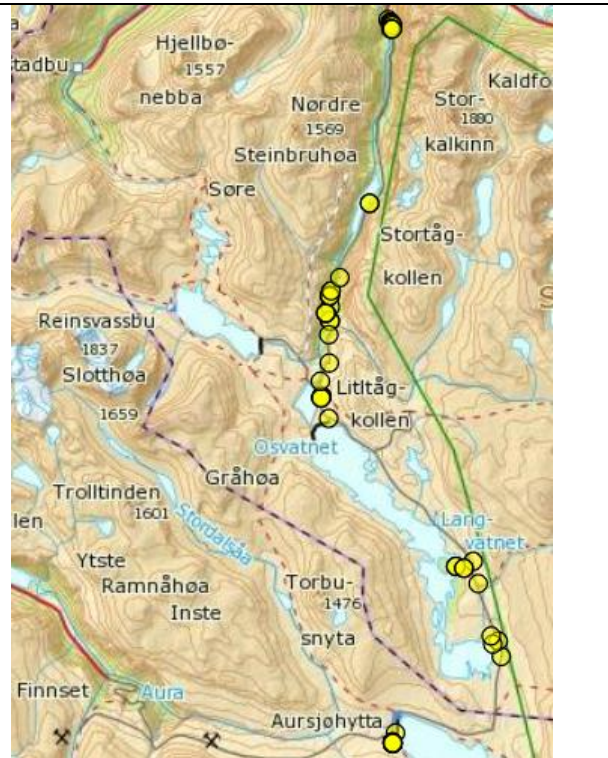 Hjellbø-
1557
nebba
stadbu
Kaldfo
Nørdre
1569
Stor-
1880
kalkinn
Steinbruhøa
Søre
Stortåg-
kollen
S
Reinsvassbu
1837
Slotthøa
1659
Litltåg-
kollen
Osvatnet
Gråhøa
Trolltinden
1601
Stordalsåa
len
Lang-
vatnet
Ytste
Ramnåhøa
Inste
Torbu-
1476
snyta
Finnset
Aura
Aursjøhytta